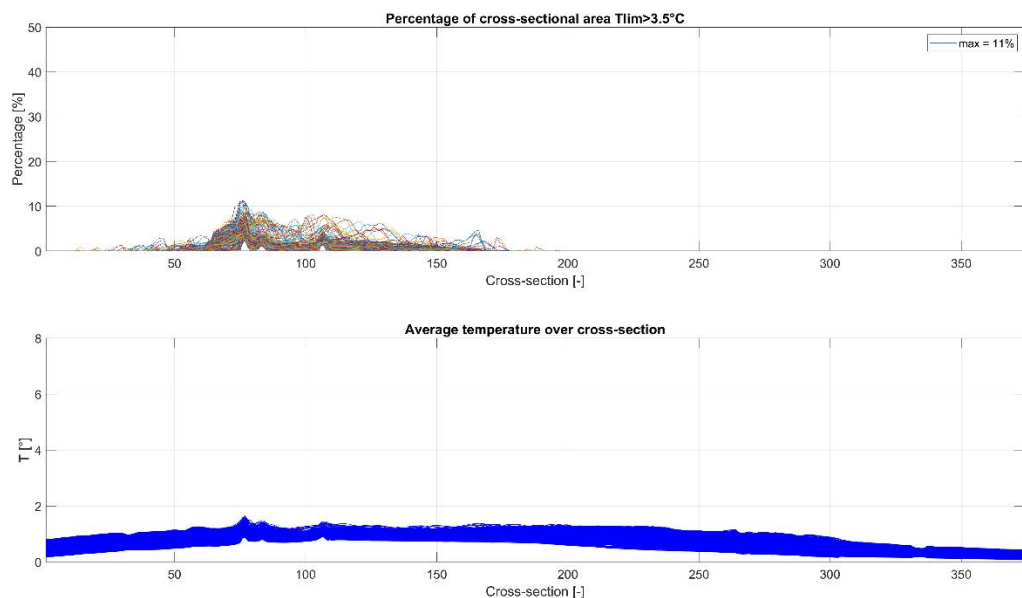 Percentage of cross-sectional area Tlim>3.5°C
50
40
30
20
10
0
Percentage [%]
max = 11%
50 100 150 200 250 300 350
Cross-section [-]
Average temperature over cross-section
8
6
4
2
0
T [°]
50 100 150 200 250 300 350
Cross-section [-]